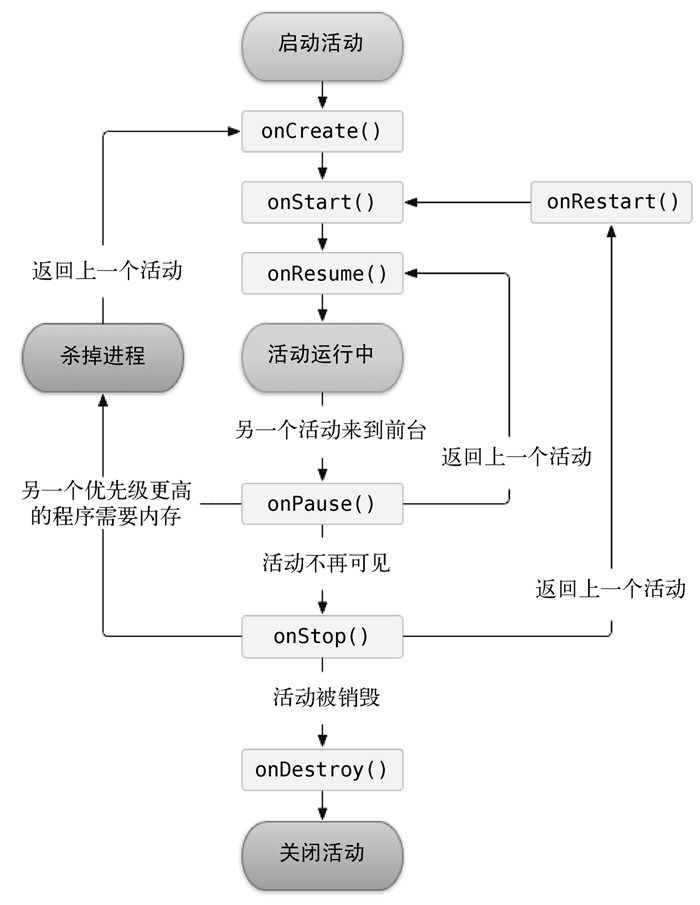 启动活动
onCreate()
onStart()
onRestart()
onResume()
返回上一个活动
杀掉进程
活动运行中
另一个活动来到前台
返回上一个活动
另一个优先级更高
的程序需要内存
onPause()
活动不再可见
返回上一个活动
onStop()
活动被销毁
onDestroy()
关闭活动